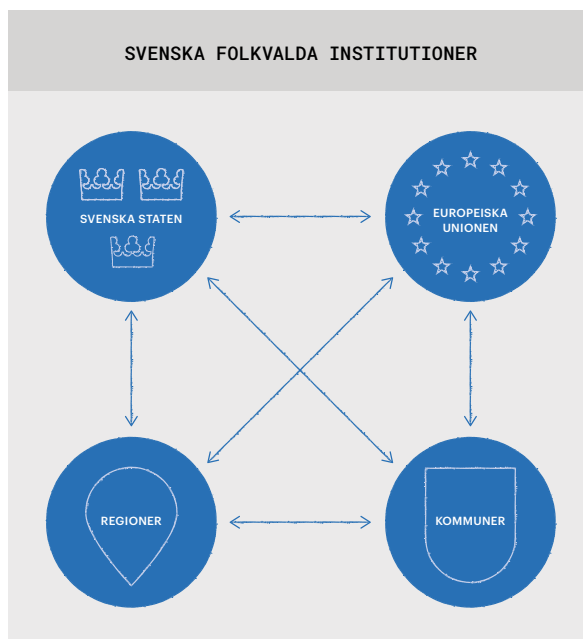 SVENSKA FOLKVALDA INSTITUTIONER
SVENSKA STATEN
EUROPEISKA
UNIONEN
REGIONER
KOMMUNER